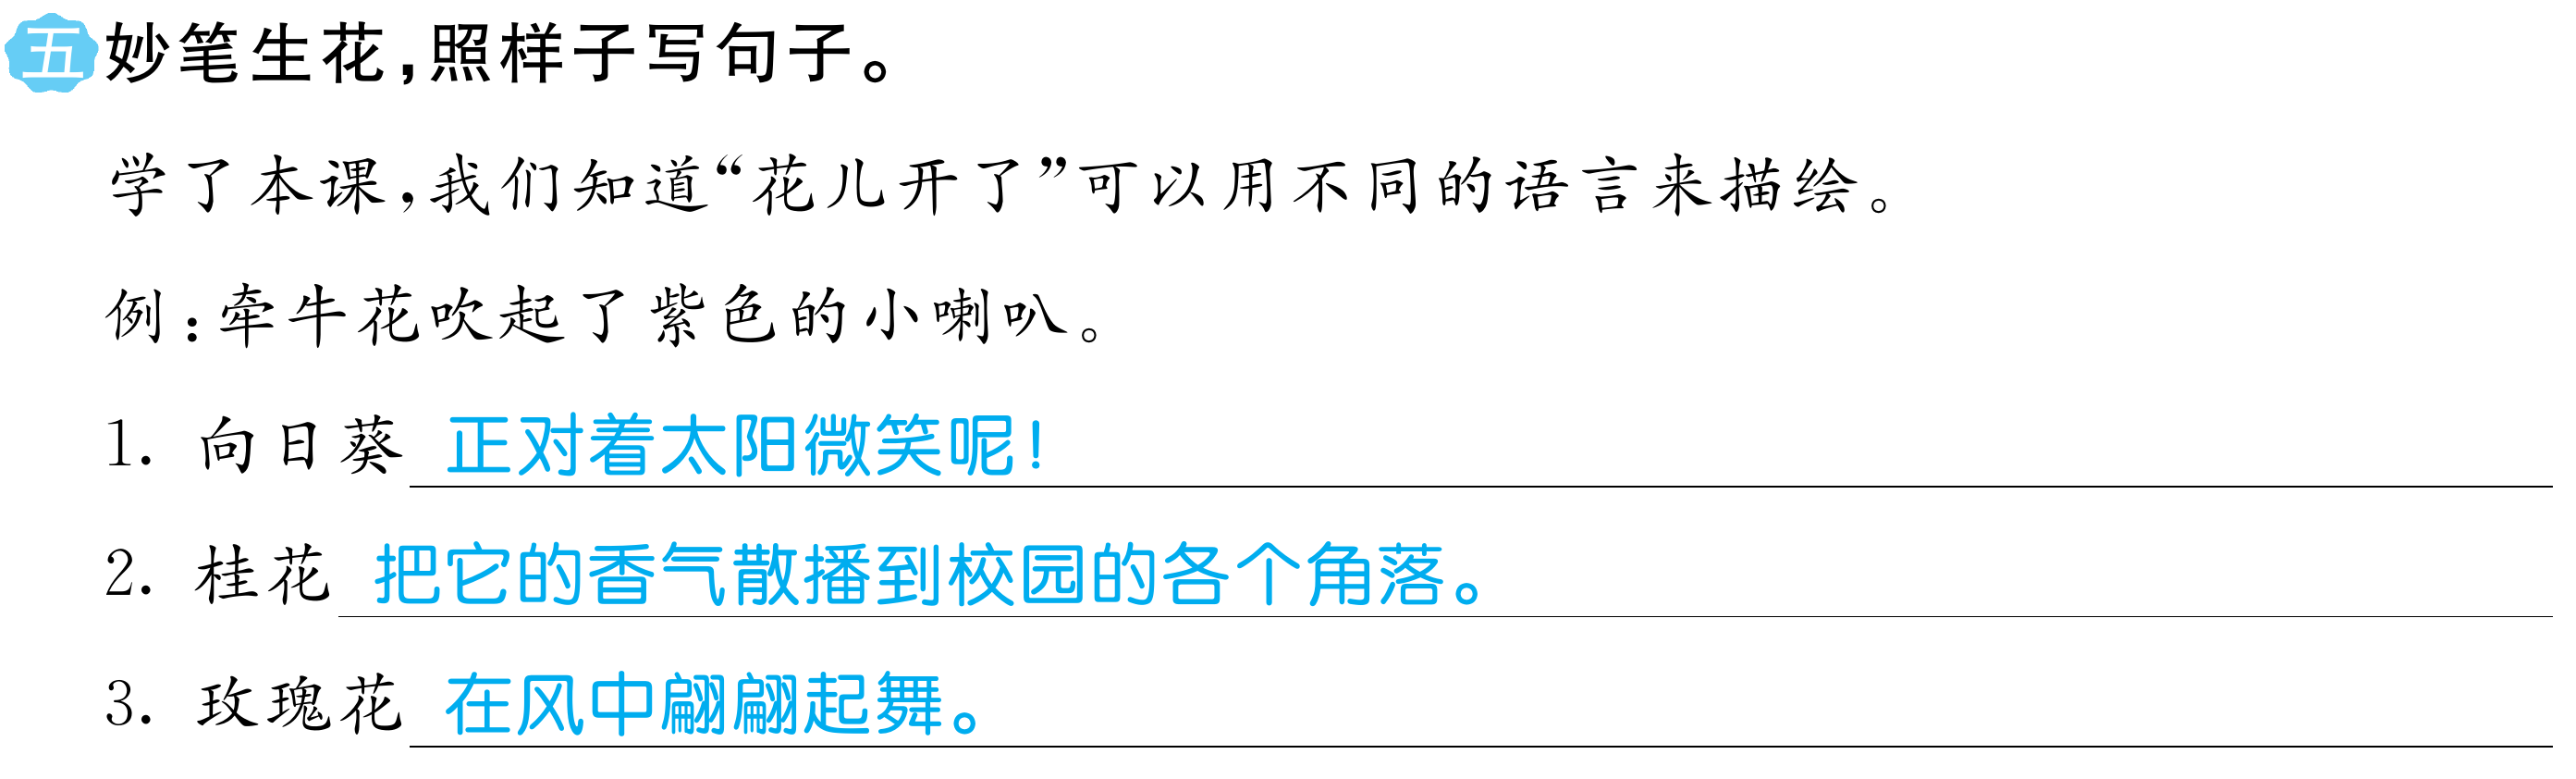 五 妙笔生花,照样子写句子。
学了本课,我们知道“花儿开了”可以用不同的语言来描绘。
例:牵牛花吹起了紫色的小喇叭。
1. 向日葵 正对着太阳微笑呢!
2. 桂花 把它的香气散播到校园的各个角落。
3. 玫瑰花 在风中翩翩起舞。